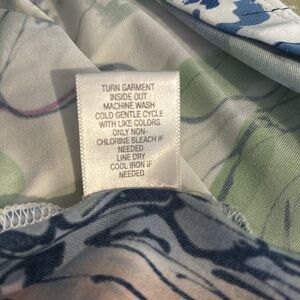 TURN GARMENT
INSIDE OUT
MACHINE WASH
COLD GENTLE CYCLE
WITH LIKE COLORS
ONLY NON-
CHLORINE BLEACH IF
NEEDED
LINE DRY
COOL IRON IF
NEEDED